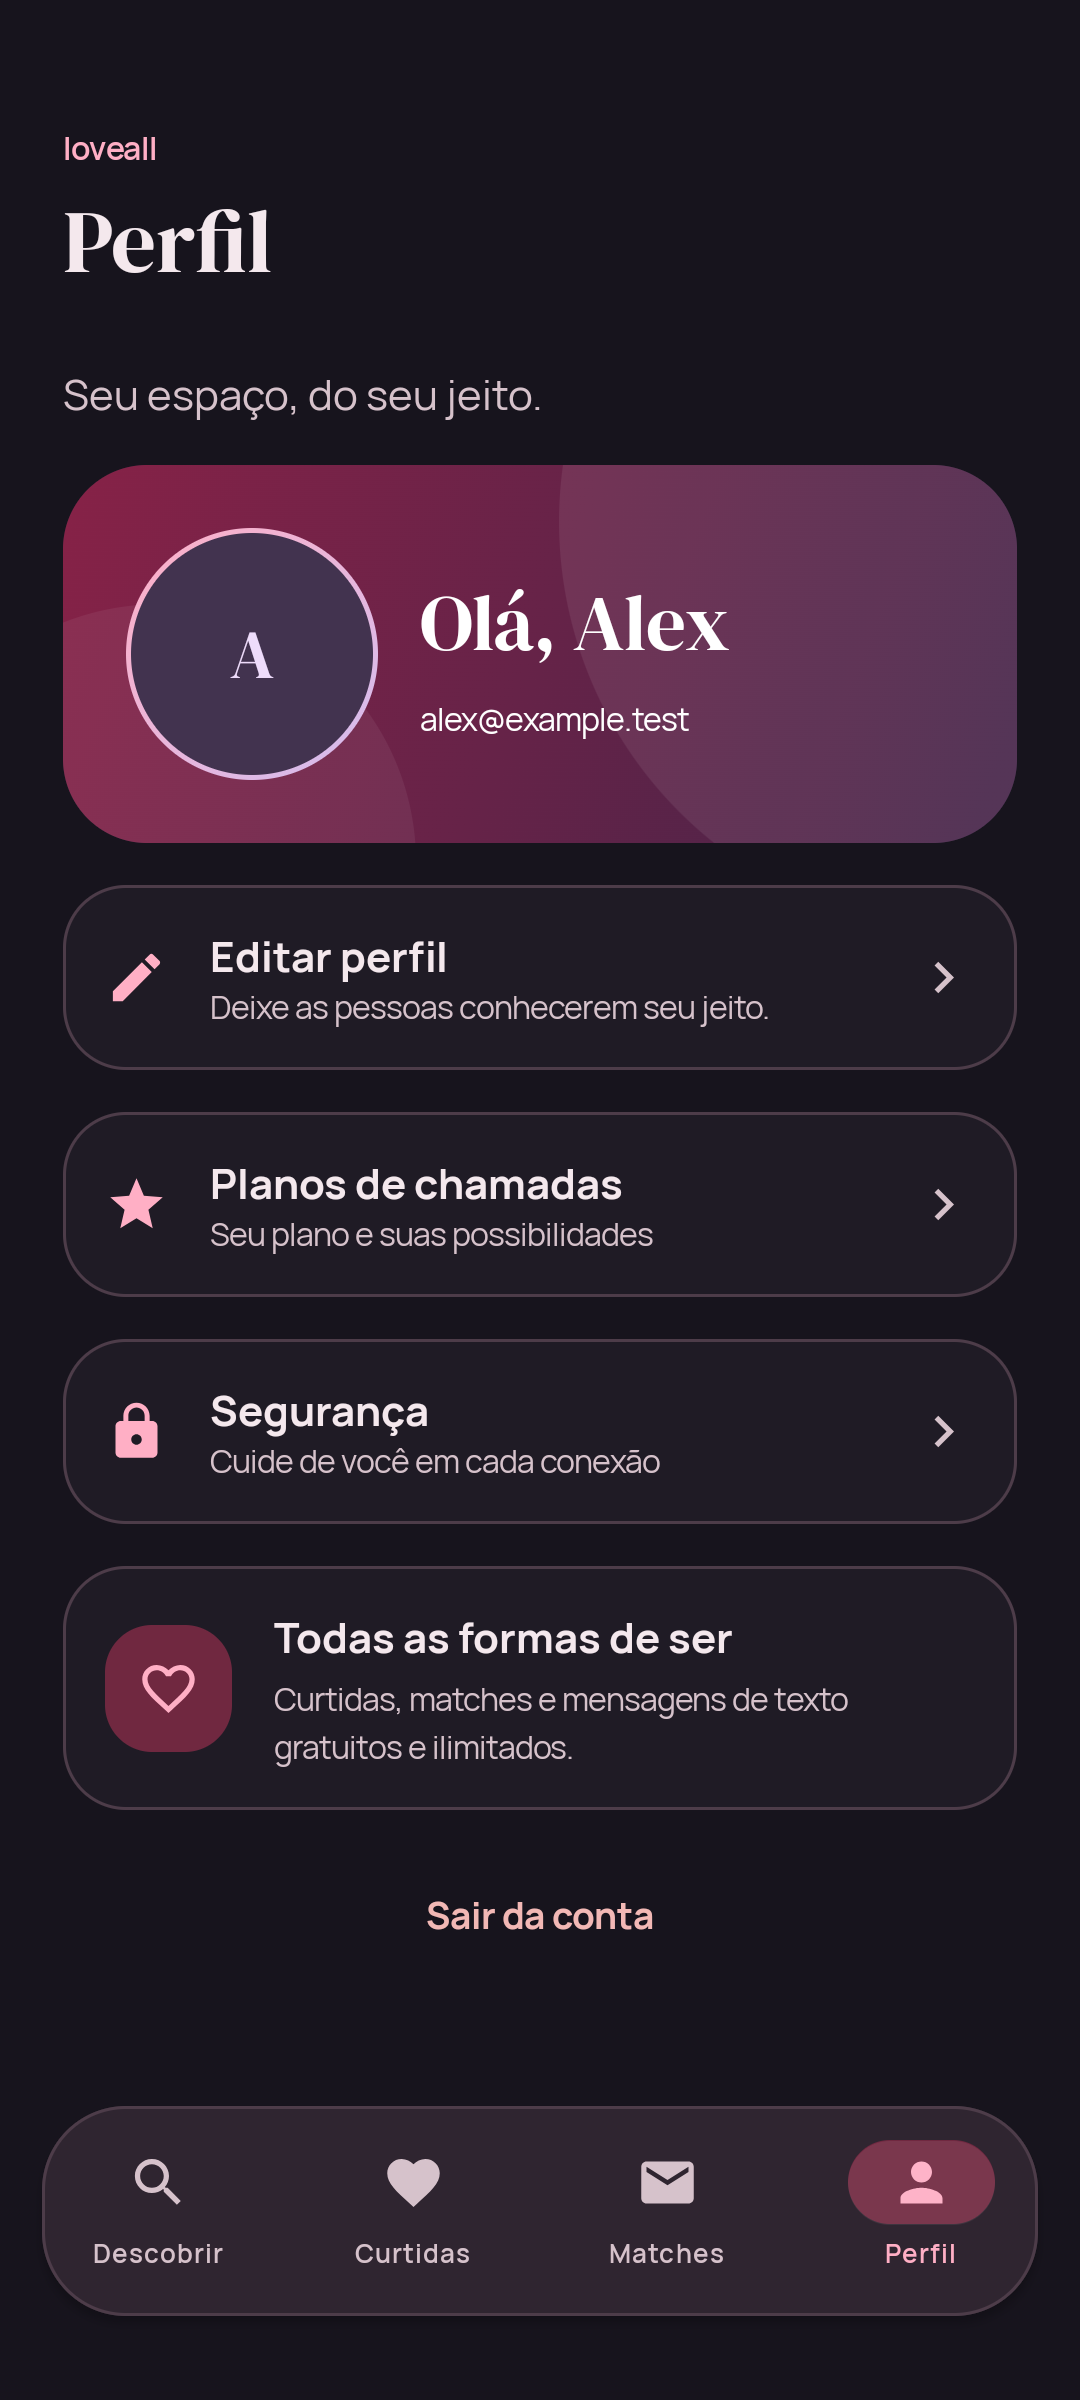 loveall
Perfil
Seu espaço, do seu jeito.
A
Olá, Alex
alex@example.test
Editar perfil
Deixe as pessoas conhecerem seu jeito.
Planos de chamadas
Seu plano e suas possibilidades
Segurança
Cuide de você em cada conexão
Todas as formas de ser
Curtidas, matches e mensagens de texto
gratuitos e ilimitados.
Sair da conta
Descobrir
Curtidas
Matches
Perfil